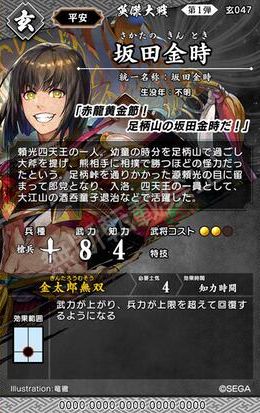 玄
平安
英傑大戦
第1弾
玄047
さかたの きん とき
坂田金時
統一名称:坂田金時
生没年:不明
「赤龍黄金節!
足柄山の坂田金時だ!」
頼光四天王の一人。幼童の時分を足柄山で過ごし
大斧を提げ、熊相手に相撲で勝つほどの怪力だっ
たという。足柄峠を通りかかった源頼光の目に留
まって郎党となり、入洛。四天王の一員として、
大江山の酒呑童子退治などで活躍した。
兵種 武力 知力 武将コスト
槍兵 8 4 特技
きんたろうむそう
金太郎無双
必要士気
4
効果時間
知力時間
効果範囲
武力が上がり、兵力が上限を超えて回復す
るようになる
Illustration:竜徹
©SEGA
0000-0000-0000-0000-0000